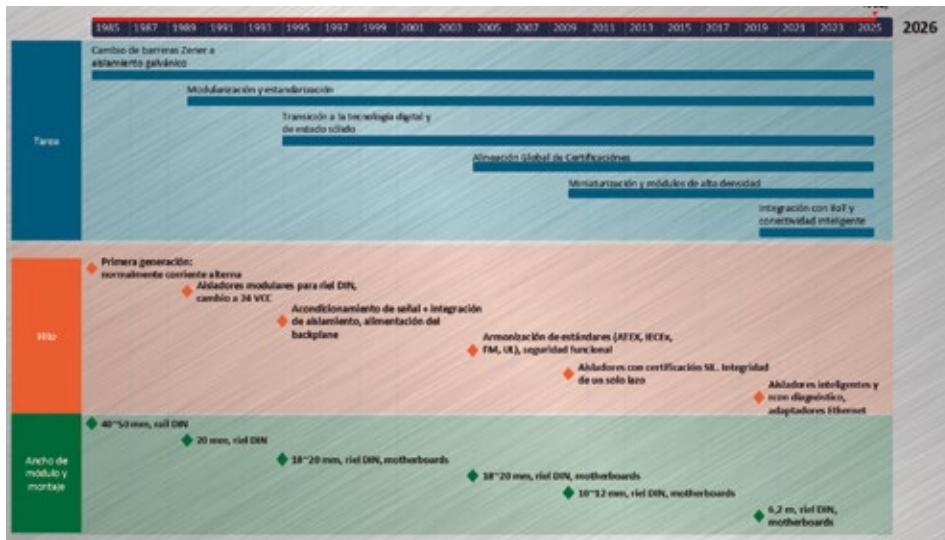 1985 1987 1989 1991 1993 1995 1997 1999 2001 2003 2005 2007 2009 2011 2013 2015 2017 2019 2021 2023 2025 2026
Tarea
Cambio de barreras Zener a
aislamiento galvánico
Modularización y estandarización
Transición a la tecnología digital y
de estado sólido
Alineación Global de Certificaciónes
Miniaturización y módulos de alta densidad
Integración con IIoT y
conectividad inteligente
Hito
Primera generación:
normalmente corriente alterna
Aisladores modulares para riel DIN,
cambio a 24 VCC
Acondicionamiento de señal + integración
de aislamiento, alimentación del
backplane
Armonización de estándares (ATEX, IECEx,
FM, UL), seguridad funcional
Aisladores con certificación SIL. Integridad
de un solo lazo
Aisladores inteligentes y
ncon diagnóstico,
adaptadores Ethernet
Ancho de
módulo y
montaje
40~50 mm, rail DIN
20 mm, riel DIN
18~20 mm, riel DIN, motherboards
18~20 mm, riel DIN, motherboards
10~12 mm, riel DIN, motherboards
6,2 m, riel DIN,
motherboards